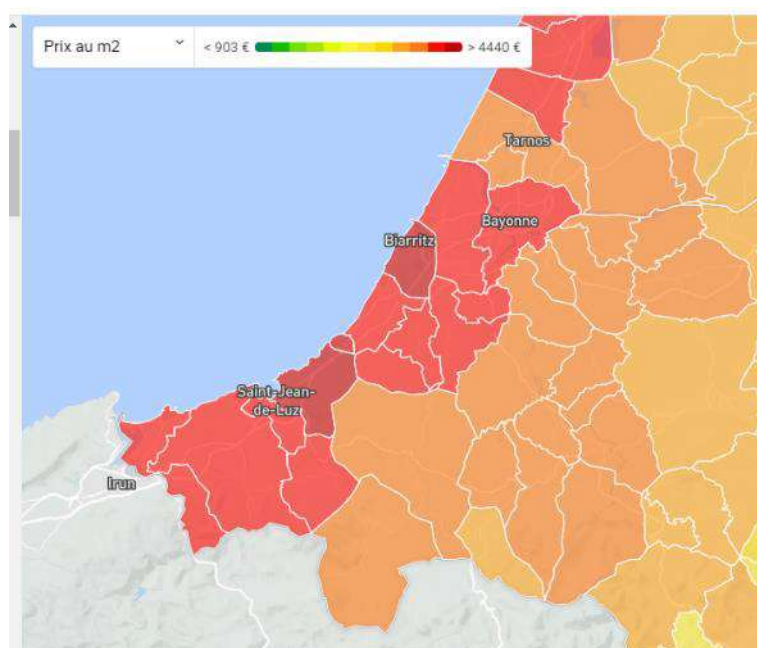 Prix au m2
< 903 €
> 4440 €
Tarnos
Bayonne
Biarritz
Saint-Jean-
de-Luz
Irun